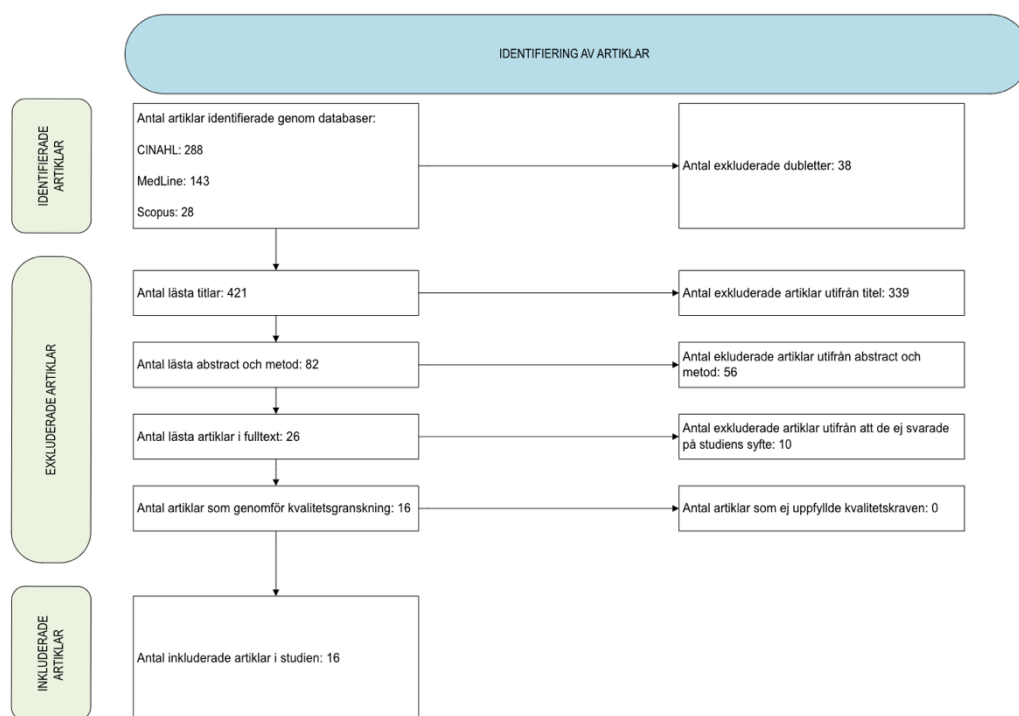 IDENTIFIERING AV ARTIKLAR
IDENTIFIERADE
ARTIKLAR
Antal artiklar identifierade genom databaser:
CINAHL: 288
MedLine: 143
Scopus: 28
Antal exkluderade dubletter: 38
EXKLUDERADE ARTIKLAR
Antal lästa titlar: 421
Antal exkluderade artiklar utifrån titel: 339
Antal lästa abstract och metod: 82
Antal ekluderade artiklar utifrån abstract och
metod: 56
Antal lästa artiklar i fulltext: 26
Antal exkluderade artiklar utifrån att de ej svarade
på studiens syfte: 10
Antal artiklar som genomför kvalitetsgranskning: 16
Antal artiklar som ej uppfyllde kvalitetskraven: 0
INKLUDERADE
ARTIKLAR
Antal inkluderade artiklar i studien: 16